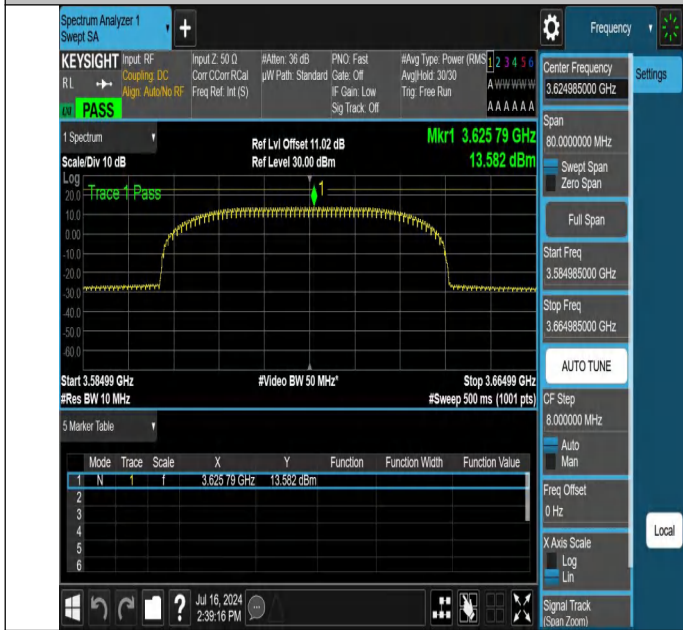 Spectrum Analyzer 1
Swept SA
Frequency
KEYSIGHT
RL
PASS
Input: RF
Coupling: DC
Align: Auto/No RF
Input Z: 50 Ω
Corr CCorr RCal
Freq Ref: Int (S)
#Atten: 36 dB
µW Path: Standard
PNO: Fast
Gate: Off
IF Gain: Low
Sig Track: Off
#Avg Type: Power (RMS
Avg|Hold: 30/30
Trig: Free Run
1 2 3 4 5 6
A W W W W W
A A A A A A
1 Spectrum
Scale/Div 10 dB
Ref Lvl Offset 11.02 dB
Ref Level 30.00 dBm
Mkr1 3.625 79 GHz
13.582 dBm
Log
Trace 1 Pass
1
20.0
10.0
0.00
-10.0
-20.0
-30.0
-40.0
-50.0
-60.0
Start 3.58499 GHz
#Video BW 50 MHz*
Stop 3.66499 GHz
#Res BW 10 MHz
#Sweep 500 ms (1001 pts)
5 Marker Table
Mode Trace Scale X Y Function Function Width Function Value
1 N 1 f 3.625 79 GHz 13.582 dBm
2
3
4
5
6
Jul 16, 2024
2:39:16 PM
Center Frequency
3.624985000 GHz
Settings
Span
80.0000000 MHz
Swept Span
Zero Span
Full Span
Start Freq
3.584985000 GHz
Stop Freq
3.664985000 GHz
AUTO TUNE
CF Step
8.000000 MHz
Auto
Man
Freq Offset
0 Hz
Local
X Axis Scale
Log
Lin
Signal Track
(Span Zoom)